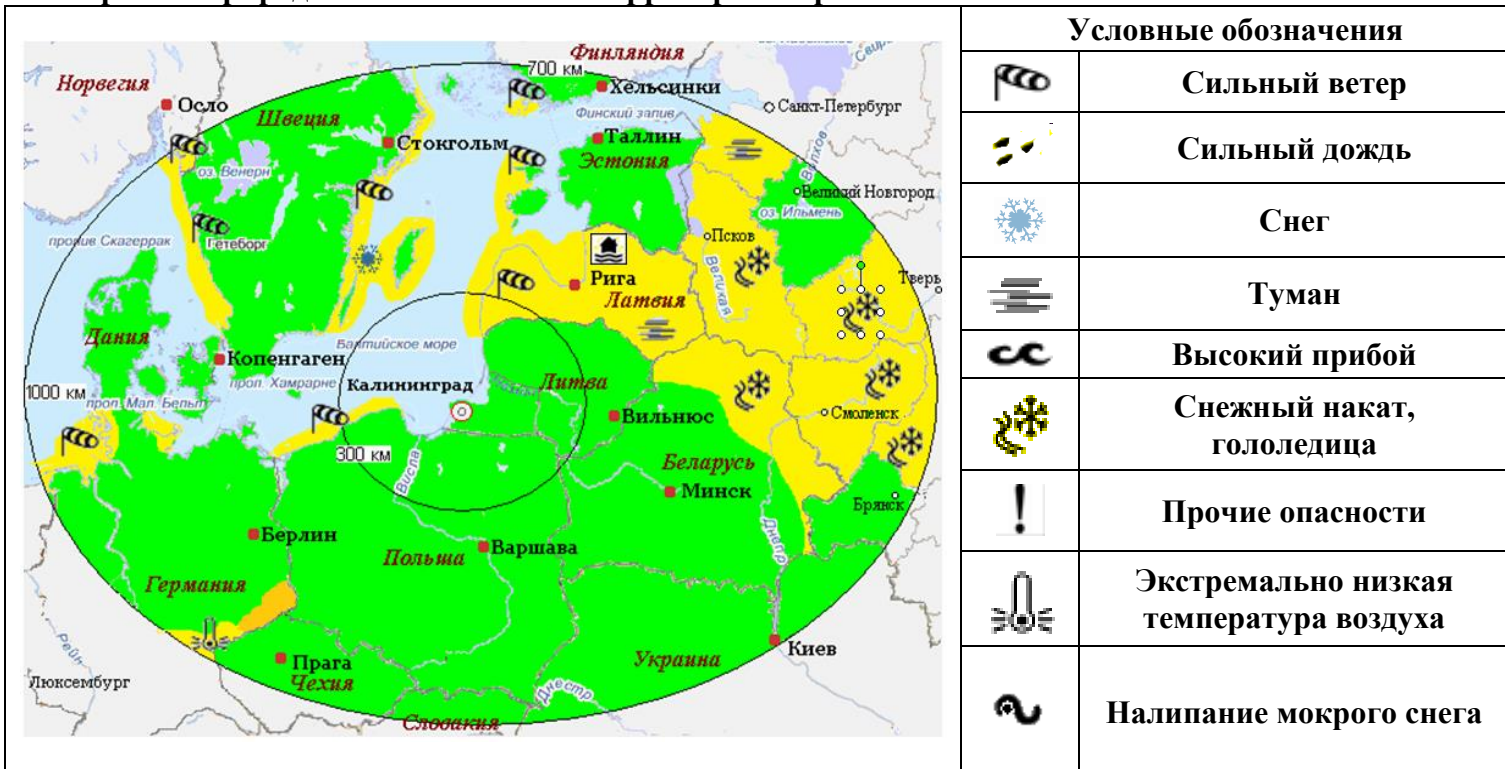 Условные обозначения
Сильный ветер
Сильный дождь
Снег
Туман
Высокий прибой
Снежный накат,
гололедица
Прочие опасности
Экстремально низкая
температура воздуха
Налипание мокрого снега
Финляндия
700 км
Норвегия
Хельсинки
Осло
Санкт-Петербург
Швеция
Финский запив
Стокгольм
Таллин
Эстония
Волхов
оз. Венерн
Великий Новгород
оз. Ильмень
Гетеборг
Псков
пролив Скагеррак
Рига
Великая
Тверь
Латвия
Дания
Балтийское море
Копенгаген
прол. Хамрарне
Калининград
Литва
1000 км
прол. Мал. Бельт
Вильнюс
Смоленск
300 км
Висла
Беларусь
Минск
Брянск
Днепр
Берлин
Польша
Варшава
Германия
Киев
Рейн
Прага
Украина
Чехия
Люксембург
Днестр
Словакия